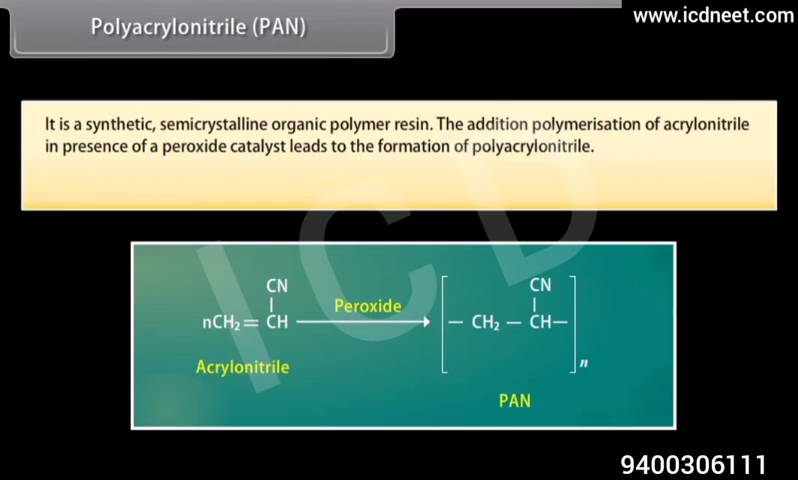 Polyacrylonitrile (PAN)
www.icdneet.com
It is a synthetic, semicrystalline organic polymer resin. The addition polymerisation of acrylonitrile
in presence of a peroxide catalyst leads to the formation of polyacrylonitrile.
ICD
CN CN
| Peroxide |
nCH₂ = CH ⟶ [ — CH₂ — CH— ]n
Acrylonitrile
PAN
9400306111